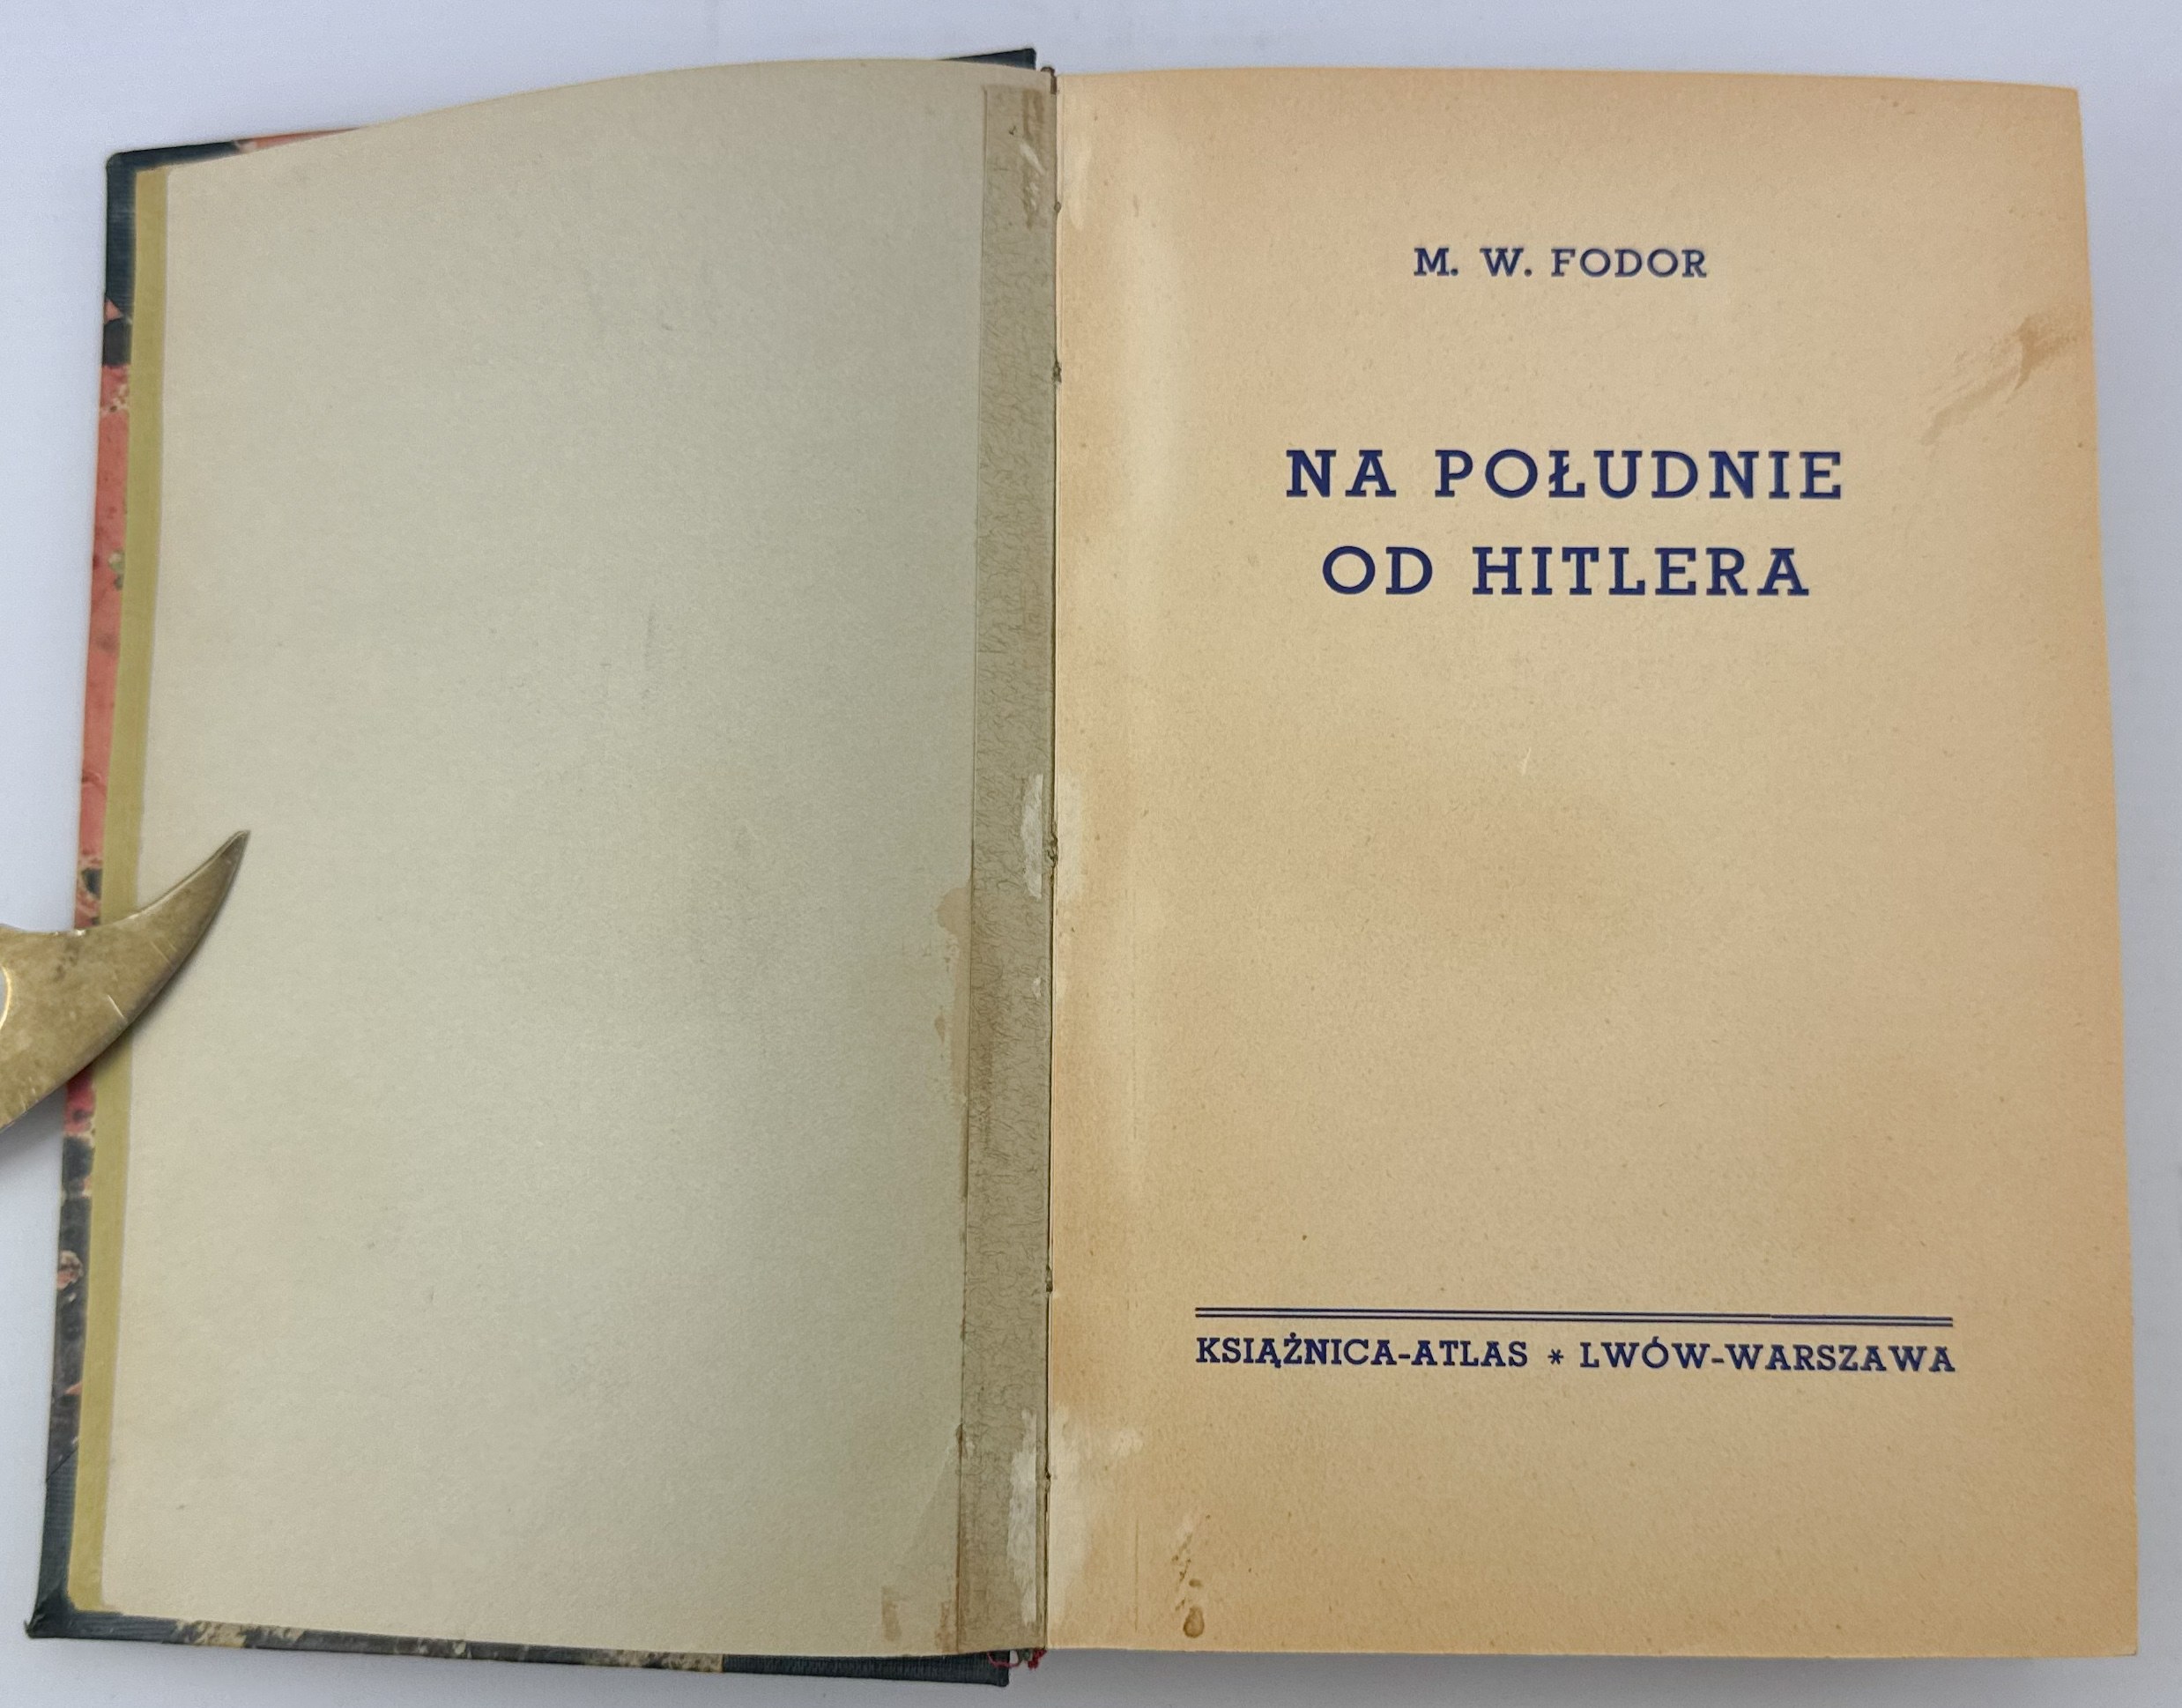 M. W. FODOR
NA POŁUDNIE
OD HITLERA
KSIĄŻNICA-ATLAS * LWÓW-WARSZAWA